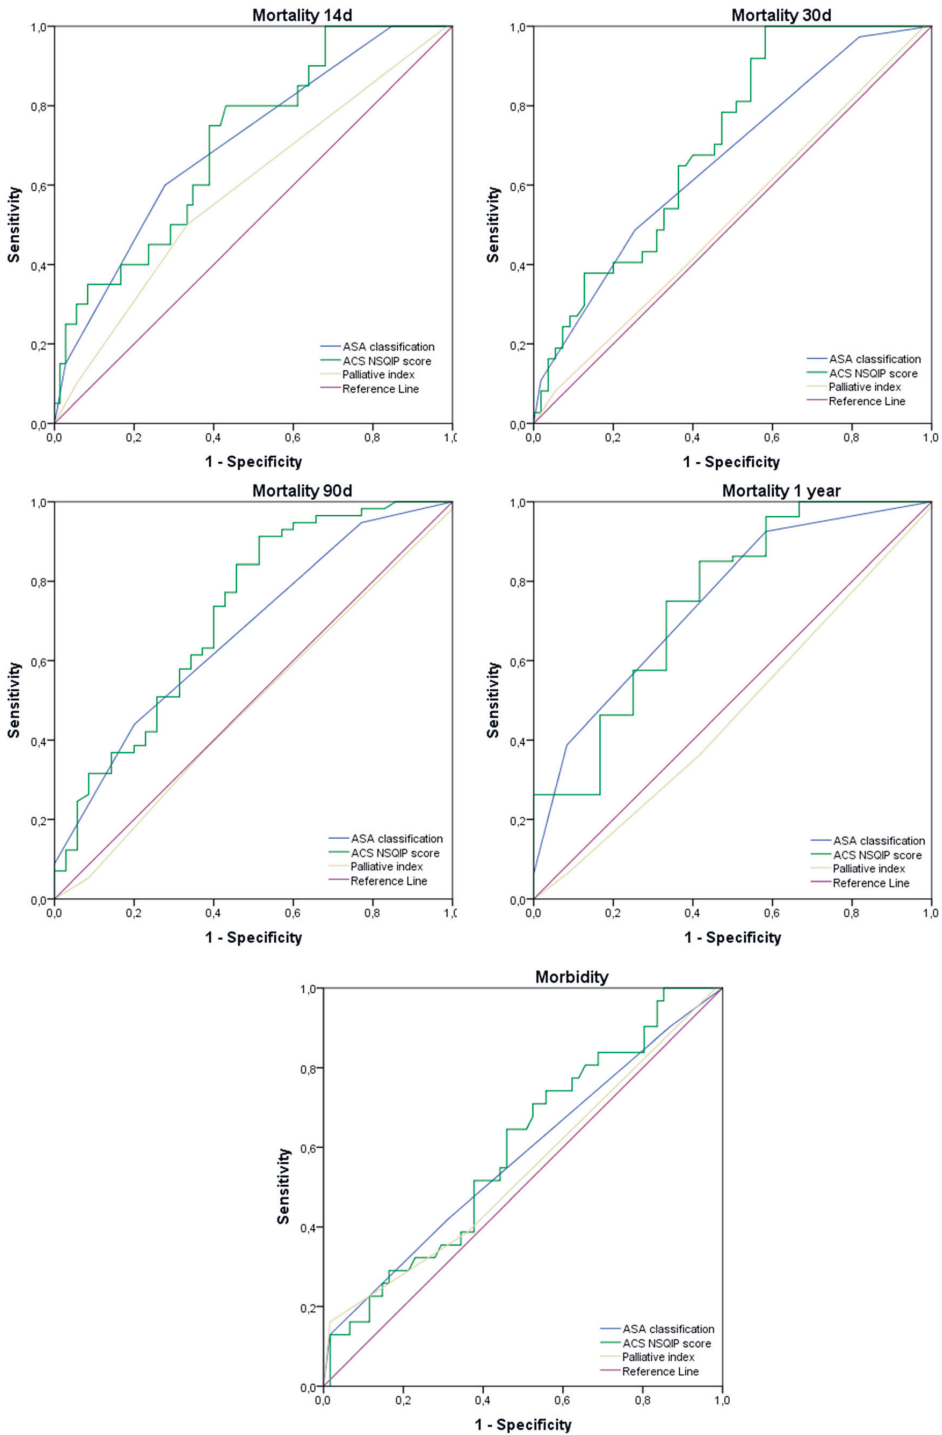 Mortality 14d
1,0
0,8
0,6
0,4
0,2
0,0
Sensitivity
ASA classification
ACS NSQIP score
Palliative index
Reference Line
0,0 0,2 0,4 0,6 0,8 1,0
1 - Specificity
Mortality 30d
1,0
0,8
0,6
0,4
0,2
0,0
Sensitivity
ASA classification
ACS NSQIP score
Palliative index
Reference Line
0,0 0,2 0,4 0,6 0,8 1,0
1 - Specificity
Mortality 90d
1,0
0,8
0,6
0,4
0,2
0,0
Sensitivity
ASA classification
ACS NSQIP score
Palliative index
Reference Line
0,0 0,2 0,4 0,6 0,8 1,0
1 - Specificity
Mortality 1 year
1,0
0,8
0,6
0,4
0,2
0,0
Sensitivity
ASA classification
ACS NSQIP score
Palliative index
Reference Line
0,0 0,2 0,4 0,6 0,8 1,0
1 - Specificity
Morbidity
1,0
0,8
0,6
0,4
0,2
0,0
Sensitivity
ASA classification
ACS NSQIP score
Palliative index
Reference Line
0,0 0,2 0,4 0,6 0,8 1,0
1 - Specificity